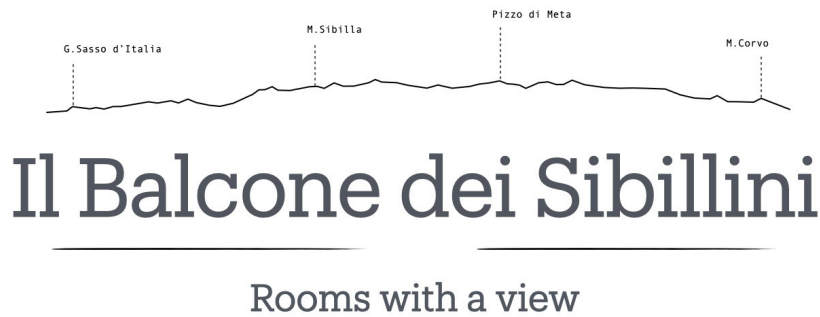 Pizzo di Meta
M.Sibilla
M.Corvo
G.Sasso d'Italia
Il Balcone dei Sibillini
Rooms with a view